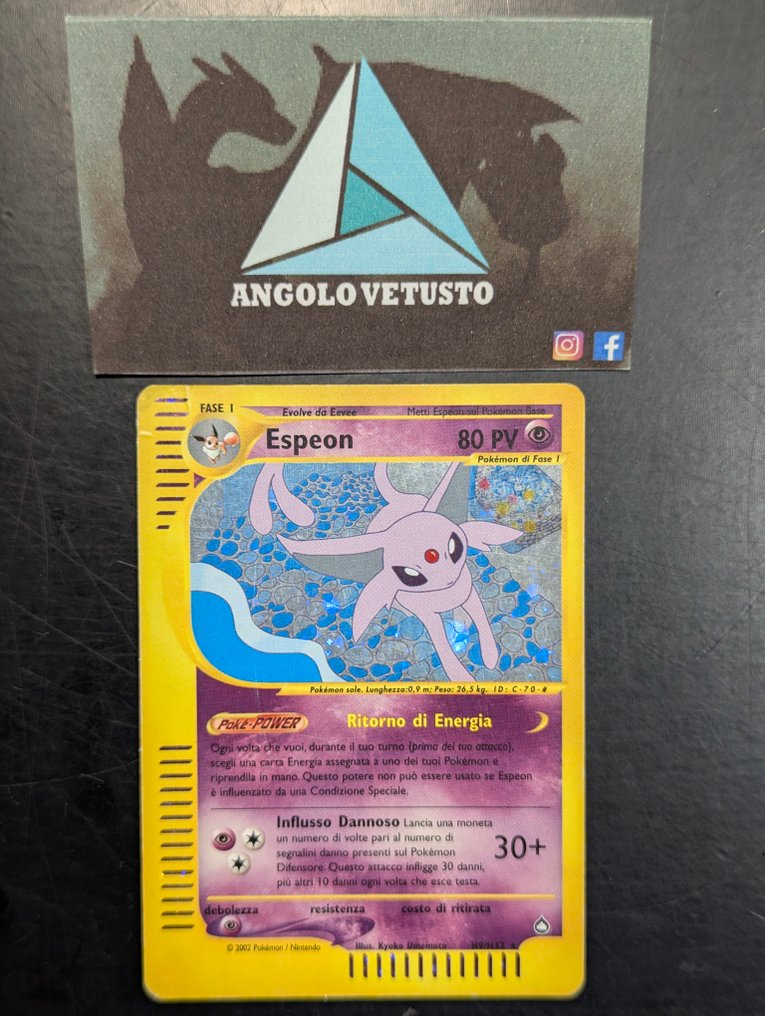 ANGOLO VETUSTO
FASE 1 Evolve da Eevee Metti Espeon sul Pokémon Base
Espeon 80 PV
Pokémon di Fase 1
Pokémon sole. Lunghezza:0,9 m; Peso: 26,5 kg. ID: C-70-#
Poké-POWER Ritorno di Energia
Ogni volta che vuoi, durante il tuo turno (prima del tuo attacco),
scegli una carta Energia assegnata a uno dei tuoi Pokémon e
riprendila in mano. Questo potere non può essere usato se Espeon
è influenzato da una Condizione Speciale.
Influsso Dannoso Lancia una moneta
un numero di volte pari al numero di
segnalini danno presenti sul Pokémon
Difensore. Questo attacco infligge 30 danni,
più altri 10 danni ogni volta che esce testa.
30+
debolezza resistenza costo di ritirata
© 2002 Pokémon / Nintendo Illus. Kyoko Umemoto H9/H32 ★